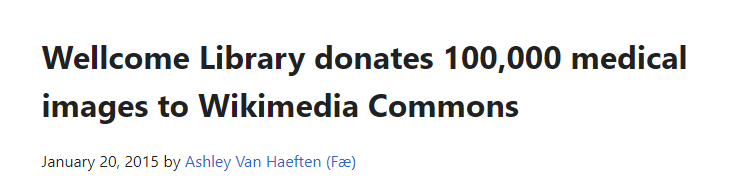 Wellcome Library donates 100,000 medical
images to Wikimedia Commons
January 20, 2015 by Ashley Van Haeften (Fæ)